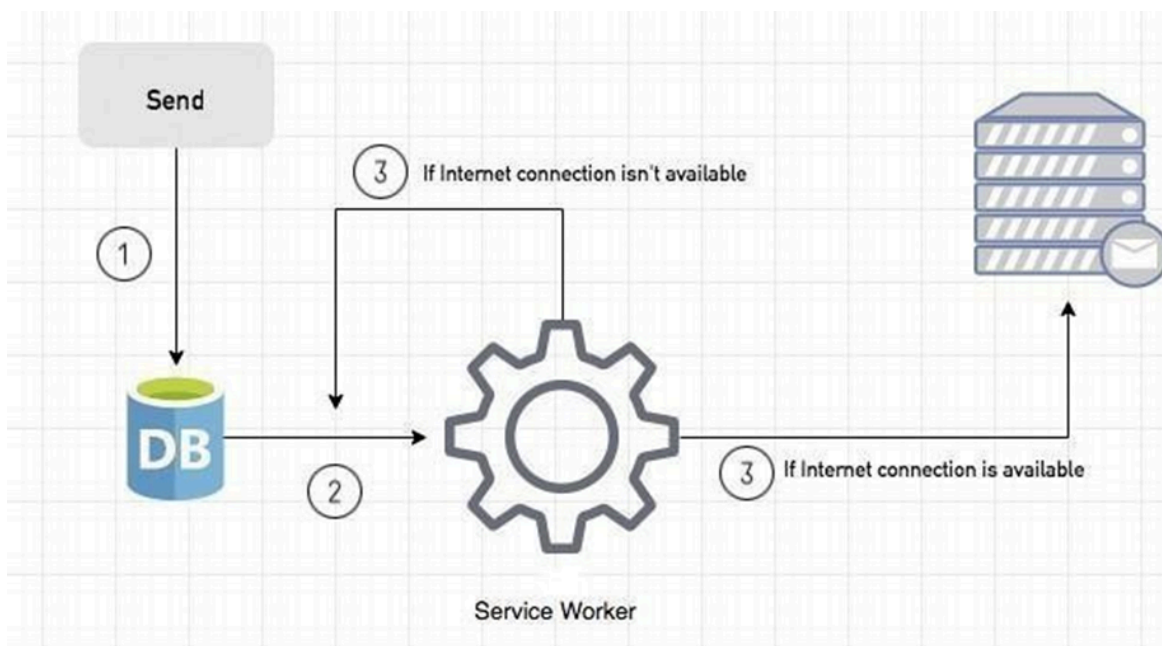 Send
3
If Internet connection isn't available
1
DB
2
3
If Internet connection is available
Service Worker